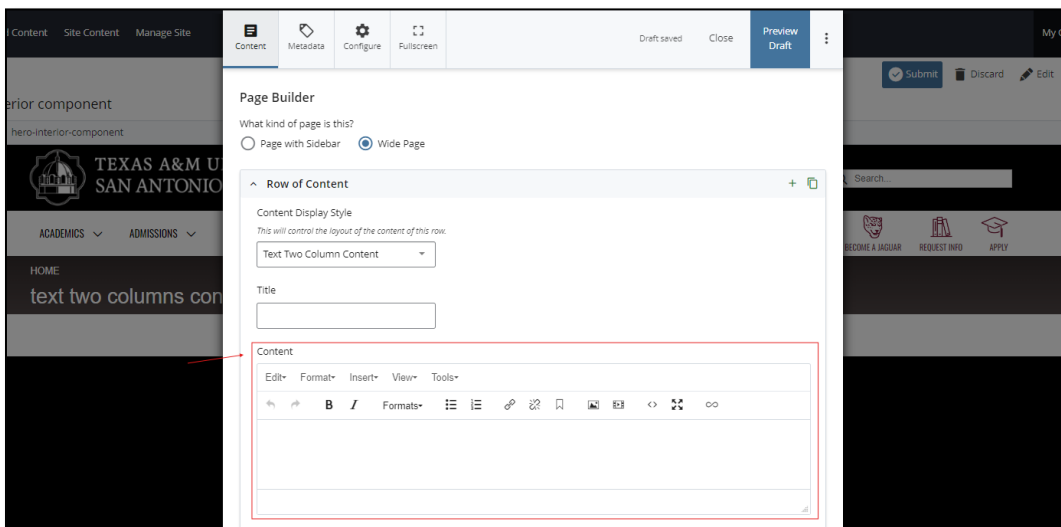 l Content Site Content Manage Site
Content Metadata Configure Fullscreen Draft saved Close Preview Draft
My
Submit Discard Edit
erior component
hero-interior-component
Page Builder
What kind of page is this?
Page with Sidebar Wide Page
TEXAS A&M U
SAN ANTONIO
Search...
Row of Content
Content Display Style
This will control the layout of the content of this row.
Text Two Column Content
ACADEMICS ADMISSIONS
BECOME A JAGUAR REQUEST INFO APPLY
HOME
text two columns con
Title
Content
Edit Format Insert View Tools
B I Formats